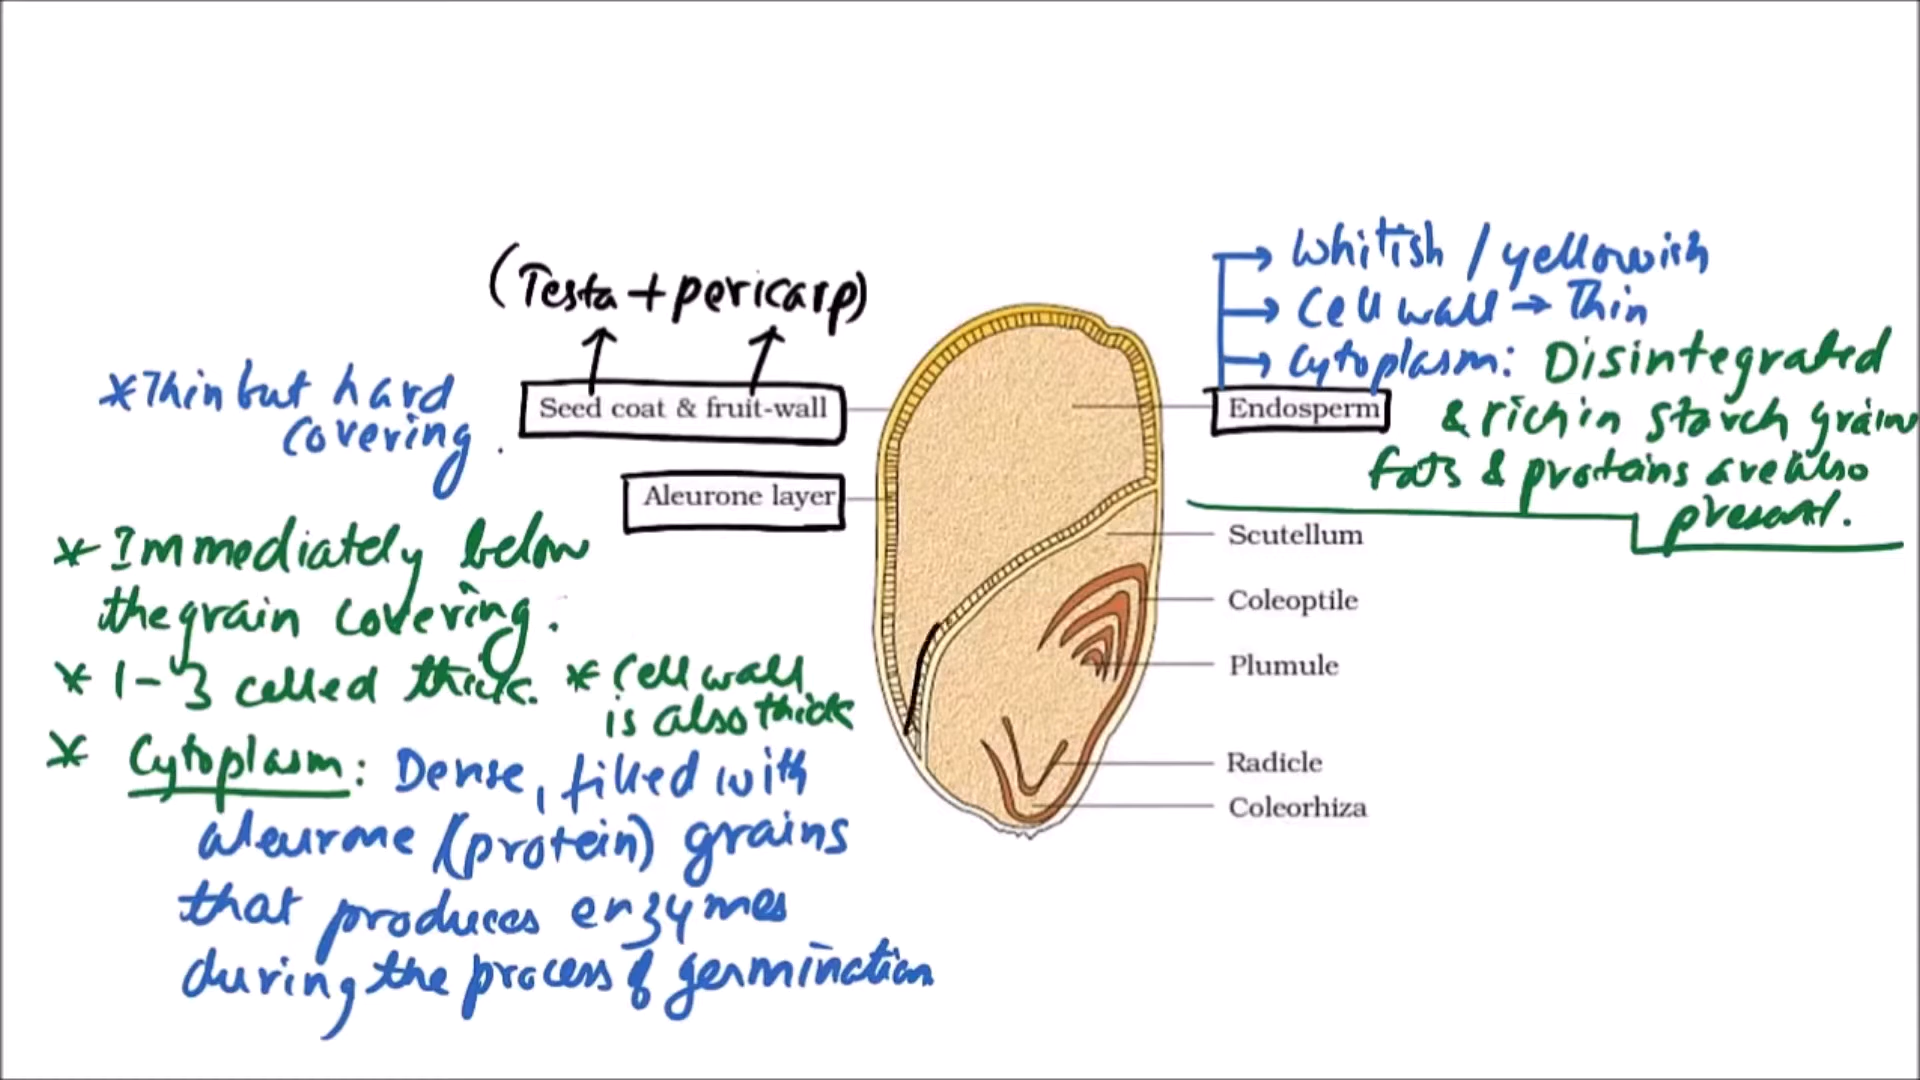 (Testa + pericarp)
Seed coat & fruit-wall
* Thin but hard
covering.
Aleurone layer
* Immediately below
the grain covering.
* 1-3 celled thick.
* Cell wall
is also thick
* Cytoplasm: Dense, filled with
aleurone (protein) grains
that produces enzymes
during the process of germination
Whitish / yellowish
Cell wall → Thin
Cytoplasm: Disintegrated
Endosperm
& rich in starch grains
fats & proteins are also
present.
Scutellum
Coleoptile
Plumule
Radicle
Coleorhiza